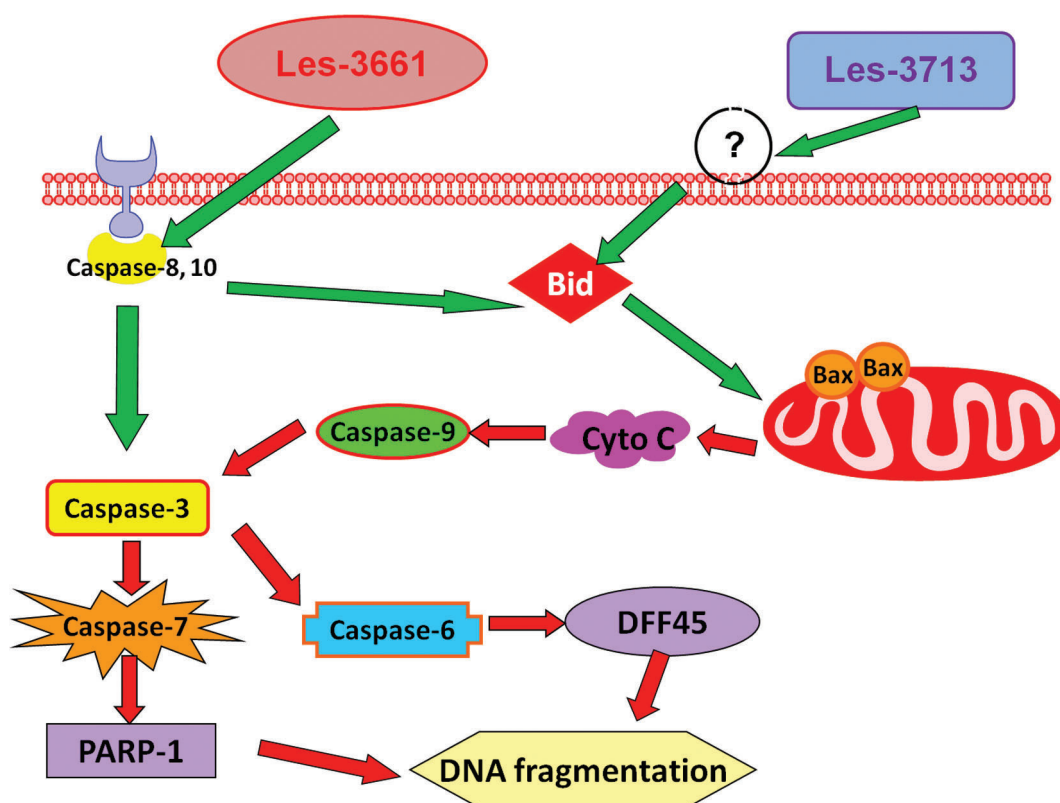 Les-3661
Les-3713
?
Caspase-8, 10
Bid
Bax
Bax
Caspase-9
Cyto C
Caspase-3
Caspase-7
Caspase-6
DFF45
PARP-1
DNA fragmentation